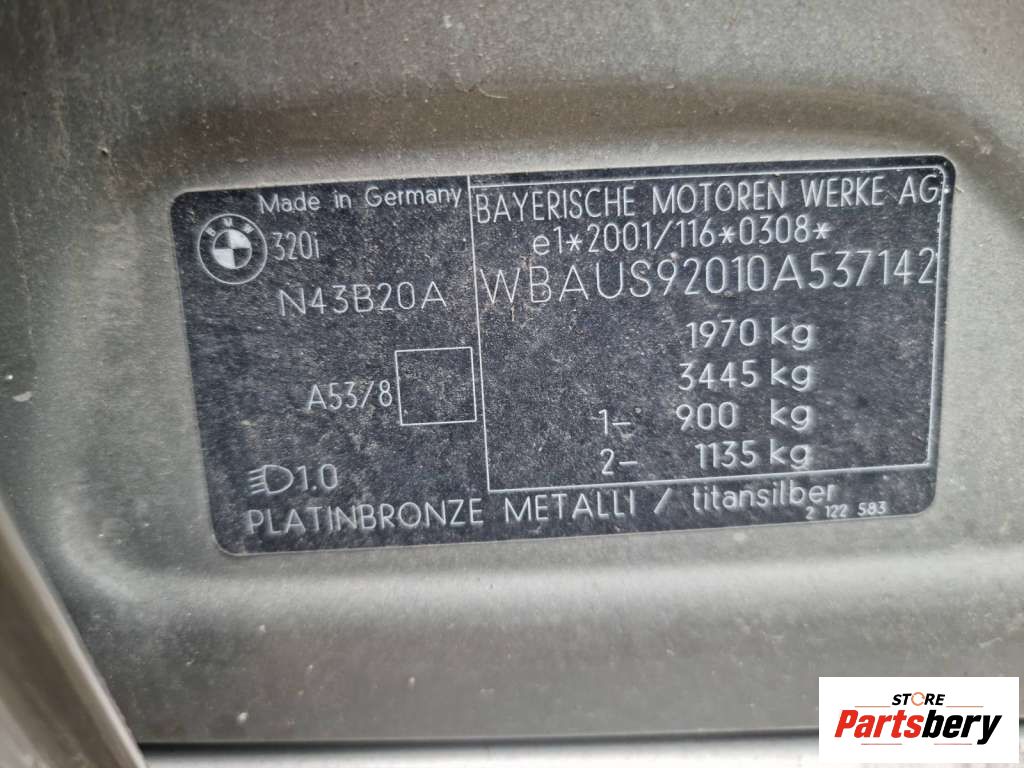 Made in Germany
BMW
320i
N43B20A
A53/8
1.0
BAYERISCHE MOTOREN WERKE AG
e1*2001/116*0308*
WBAUS92010A537142
1970 kg
3445 kg
1- 900 kg
2- 1135 kg
PLATINBRONZE METALLI / titansilber
2 122 583
STORE
Partsbery